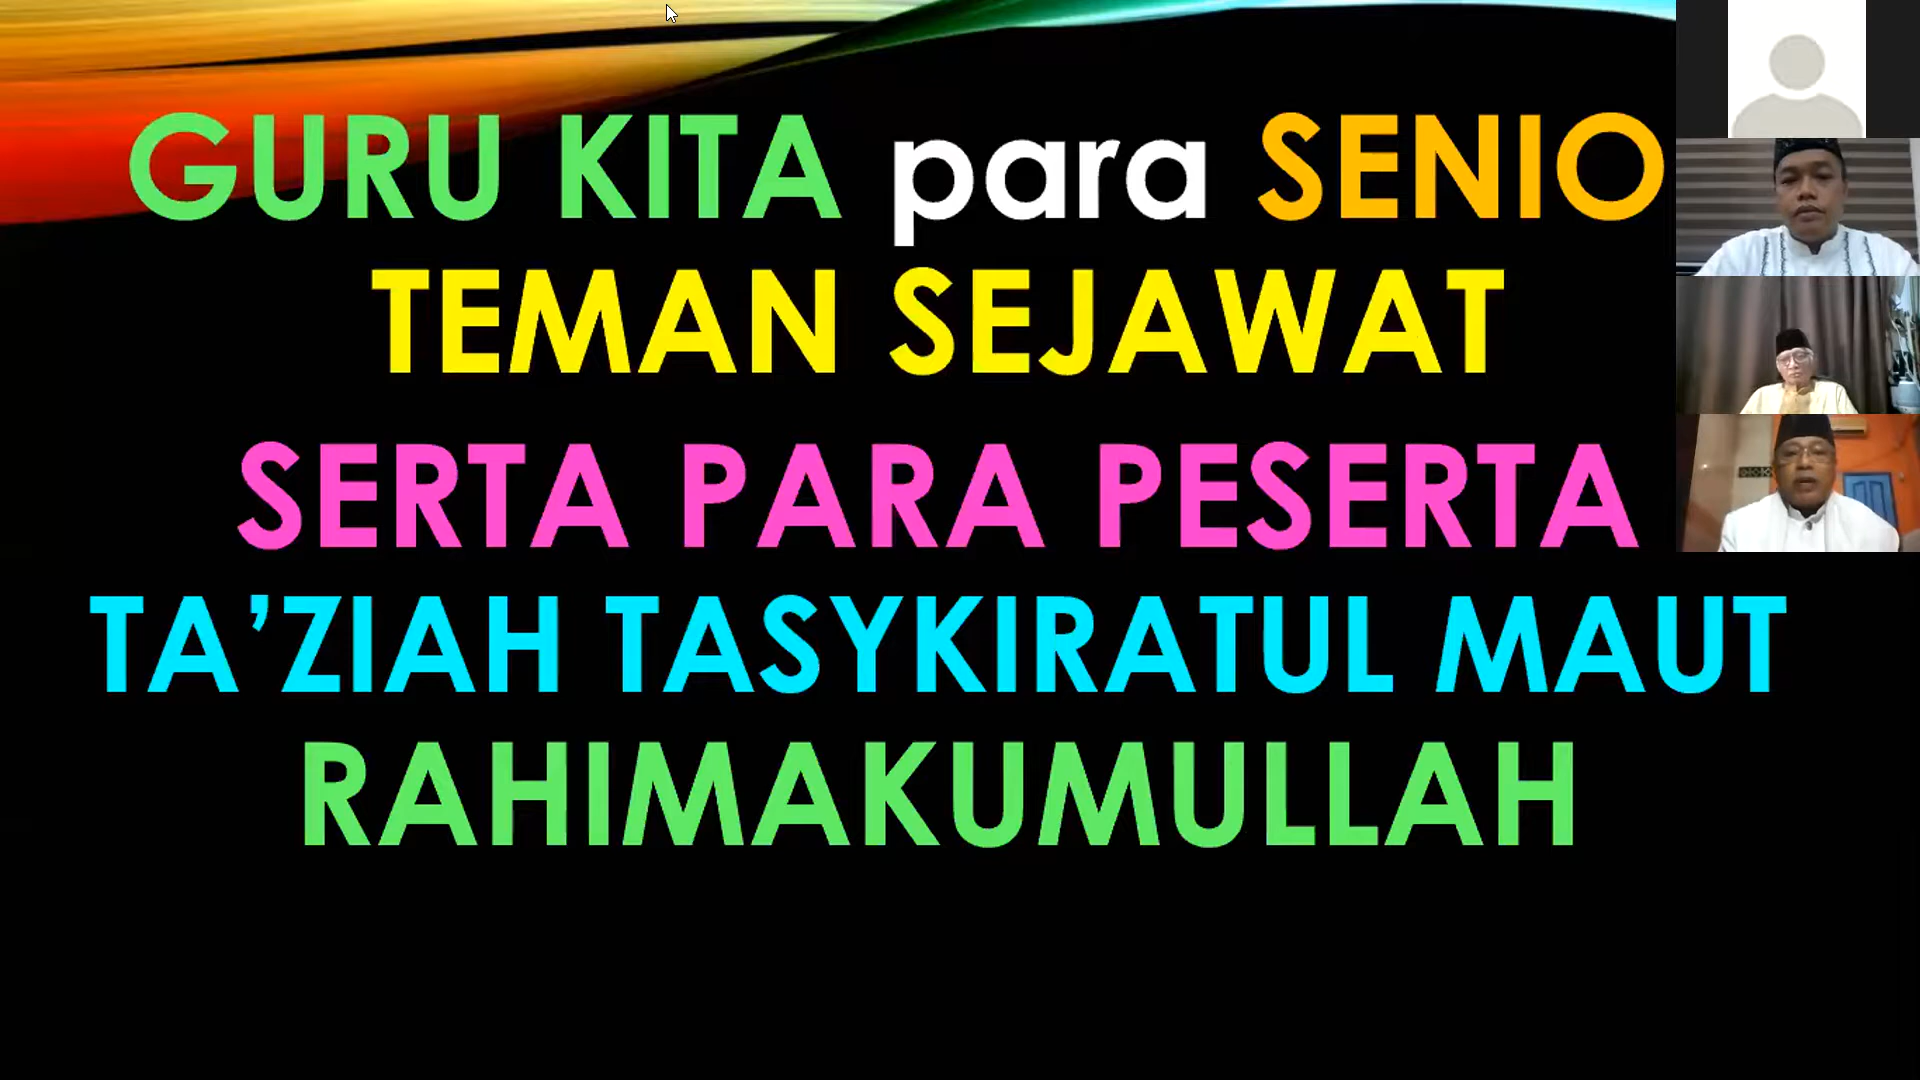 GURU KITA para SENIO
TEMAN SEJAWAT
SERTA PARA PESERTA
TA’ZIAH TASYKIRATUL MAUT
RAHIMAKUMULLAH